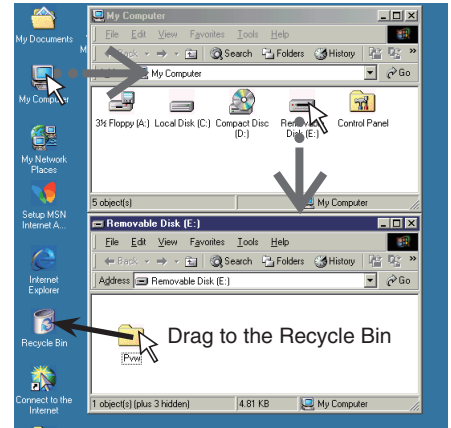 My Documents
My Computer
My Network
Places
Setup MSN
Internet A...
Internet
Explorer
Recycle Bin
Connect to the
Internet
My Computer
File Edit View Favorites Tools Help
Back Search Folders History »
My Computer Go
3½ Floppy (A:) Local Disk (C:) Compact Disc
(D:) Removable
Disk (E:) Control Panel
5 object(s) My Computer
Removable Disk (E:)
File Edit View Favorites Tools Help
Back Search Folders History »
Address Removable Disk (E:) Go
Drag to the Recycle Bin
Pvw
1 object(s) (plus 3 hidden) 4.81 KB My Computer